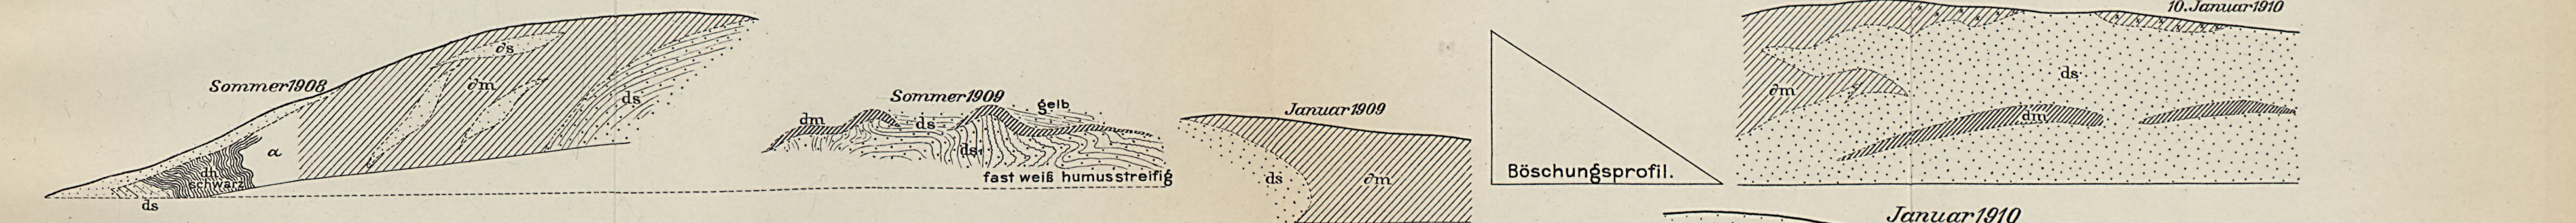 Sommer 1908
∂s
∂m
ds
α
dh
schwarz
ds
Sommer 1909
gelb
dm
ds
ds
fast weiß humusstreifig
Januar 1909
ds
∂m
Böschungsprofil.
10. Januar 1910
∂m
ds
dm
Januar 1910